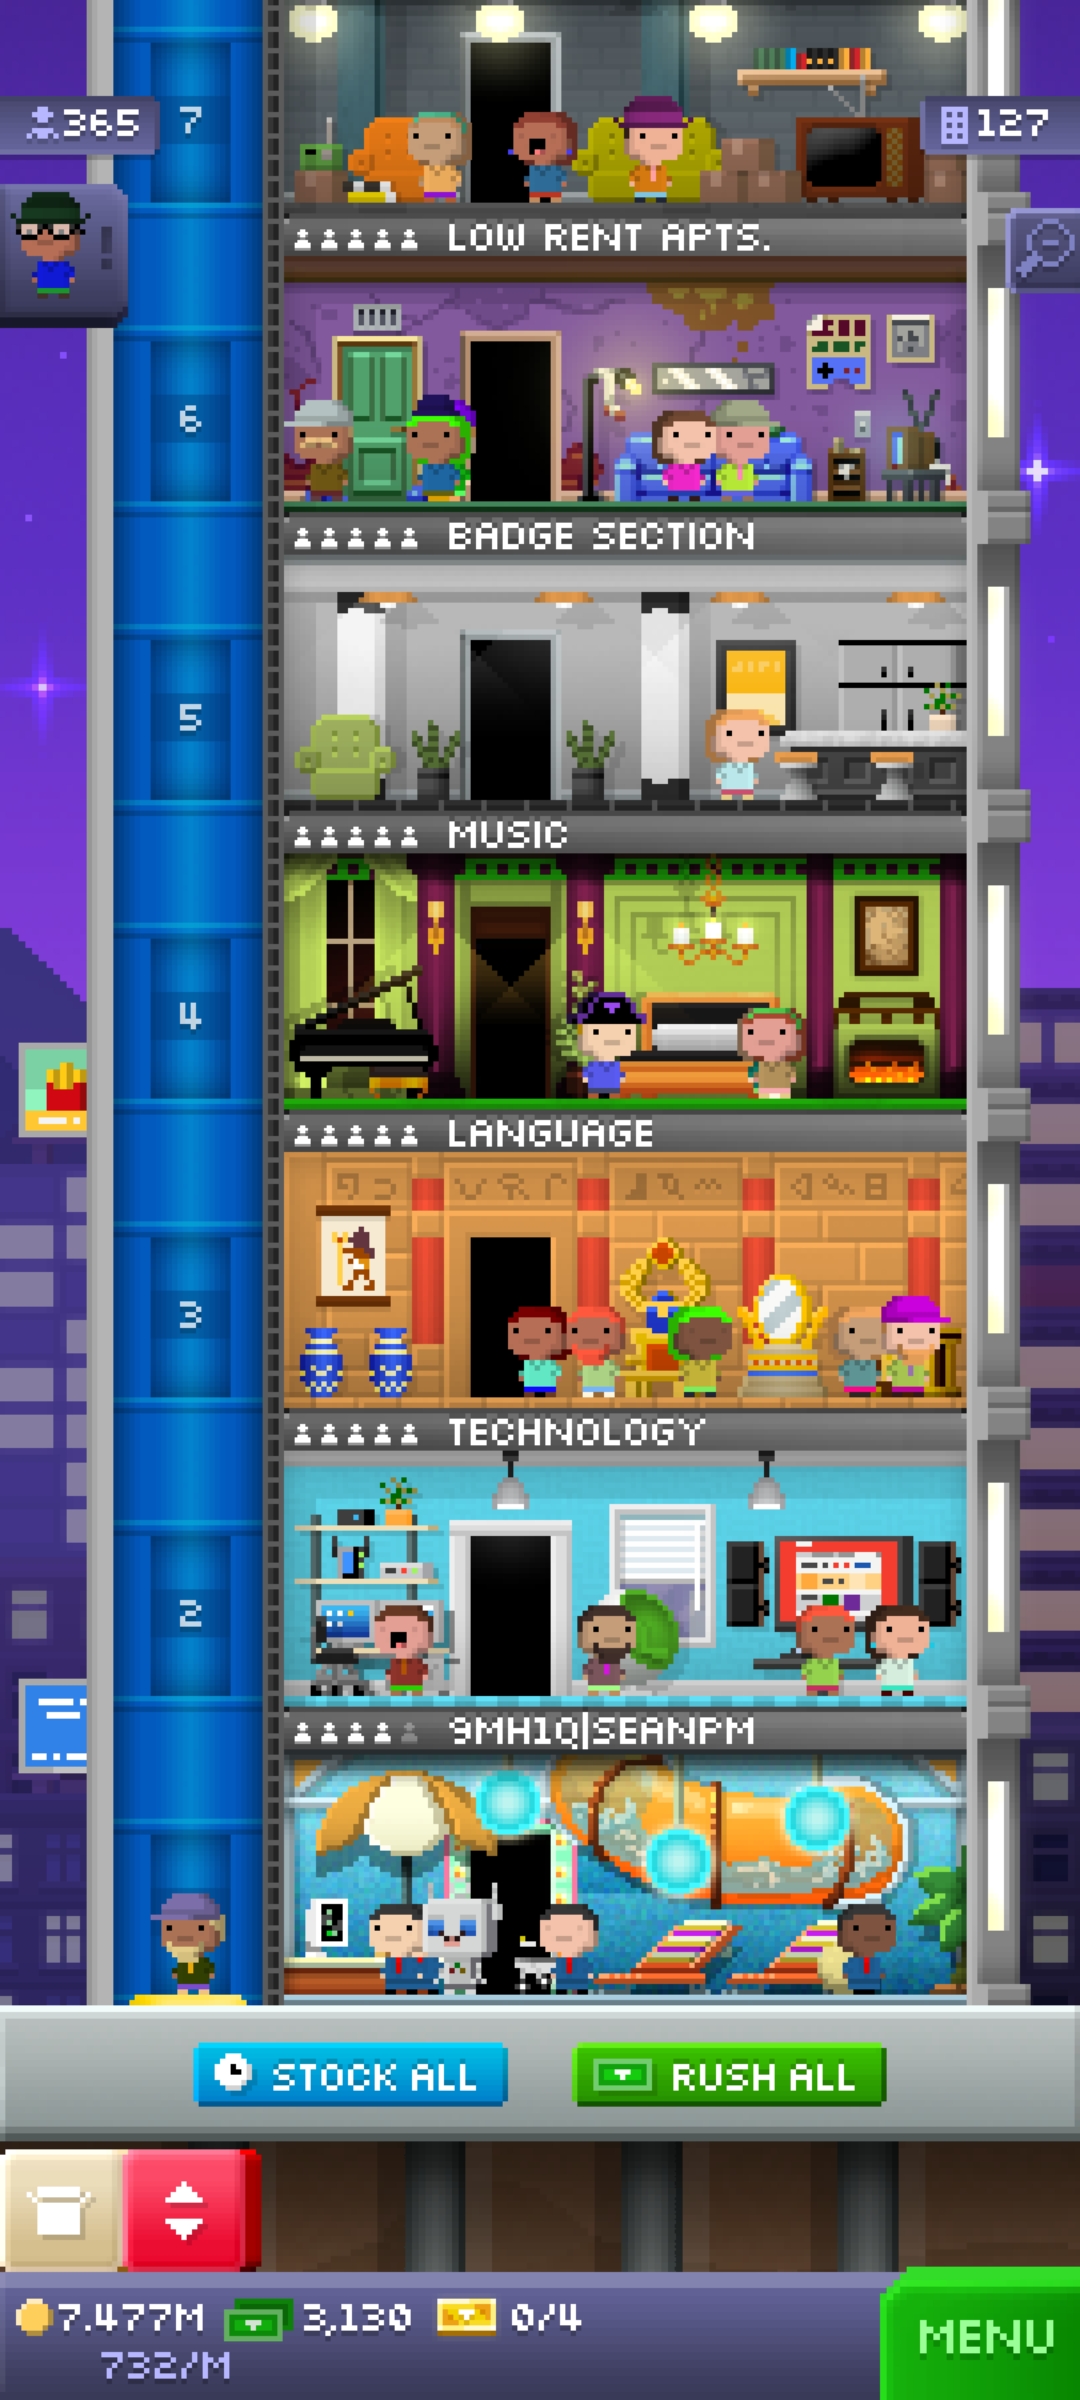 7
365
127
LOW RENT APTS.
6
BADGE SECTION
5
MUSIC
4
LANGUAGE
3
TECHNOLOGY
2
9MH1Q|SEANPM
STOCK ALL
RUSH ALL
7.477M
3,130
0/4
732/M
MENU